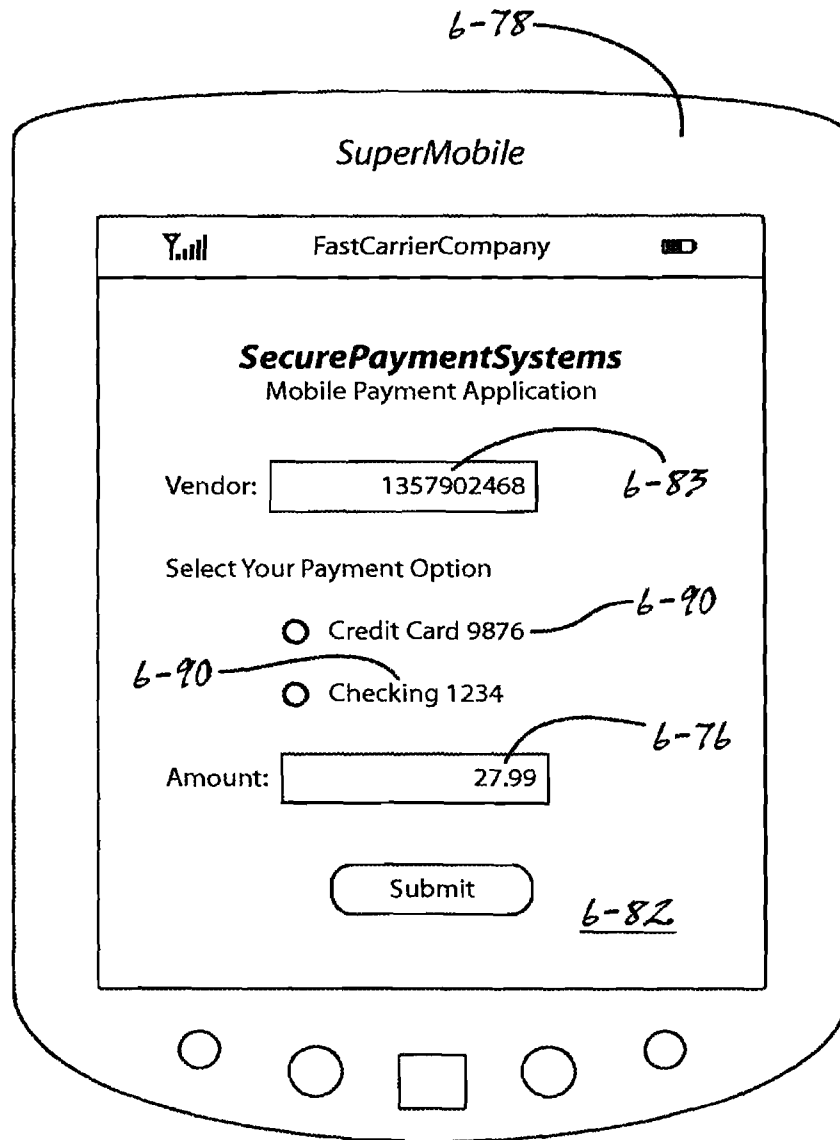 6-78
SuperMobile
FastCarrierCompany
SecurePaymentSystems
Mobile Payment Application
Vendor: 1357902468
6-83
Select Your Payment Option
Credit Card 9876
6-90
6-90
Checking 1234
6-76
Amount: 27.99
Submit
6-82